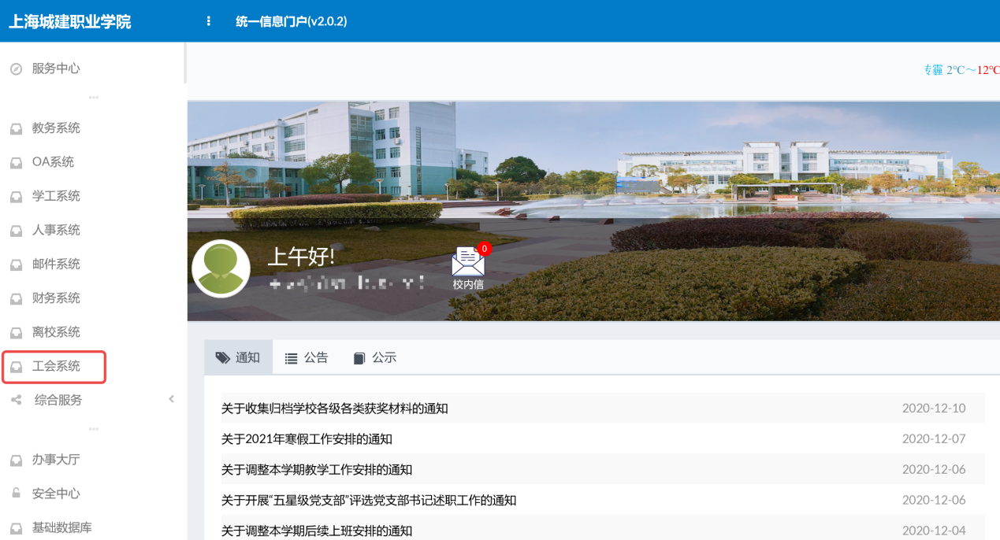 上海城建职业学院
统一信息门户(v2.0.2)
服务中心
教务系统
OA系统
学工系统
人事系统
邮件系统
财务系统
离校系统
工会系统
综合服务
办事大厅
安全中心
基础数据库
霾 2℃～12℃
上午好!
0
校内信
通知
公告
公示
关于收集归档学校各级各类获奖材料的通知 2020-12-10
关于2021年寒假工作安排的通知 2020-12-07
关于调整本学期教学工作安排的通知 2020-12-06
关于开展“五星级党支部”评选党支部书记述职工作的通知 2020-12-06
关于调整本学期后续上班安排的通知 2020-12-04